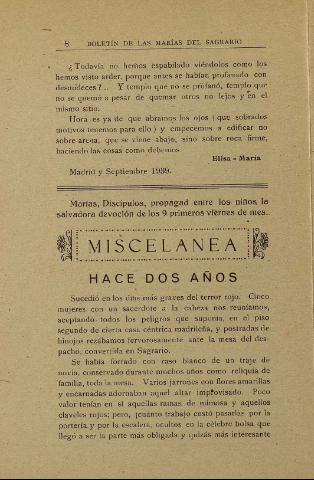 8 BOLETÍN DE LAS MARÍAS DEL SAGRARIO
¿Todavía no hemos espabilado viéndolos como los
hemos visto arder, porque antes se habían profanado con
desnudeces?.. Y templo que no se profanó, templo que
no se quemó a pesar de quemar otros no lejos y en el
mismo sitio.
Hora es ya de que abramos los ojos (que sobrados
motivos tenemos para ello) y empecemos a edificar no
sobre arena, que se viene abajo, sino sobre roca firme,
haciendo las cosas como debemos.
Elisa - María
Madrid y Septiembre 1939.
Marías, Discípulos, propagad entre los niños la
salvadora devoción de los 9 primeros viernes de mes..
MISCELANEA
HACE DOS AÑOS
Sucedió en los días más graves del terror rojo. Cinco
mujeres con un sacerdote a la cabeza nos reuníamos,
aceptando todos los peligros que suponía, en el piso
segundo de cierta casa céntrica madrileña, y postradas de
hinojos rezábamos fervorosamente ante la mesa del des-
pacho, convertida en Sagrario.
Se había forrado con raso blanco de un traje de
novia, conservado durante muchos años como reliquia de
familia, toda la mesa. Varios jarrones con flores amarillas
y encarnadas adornaban aquel altar improvisado. Poco
valor tenían en sí aquellas ramas de mimosa y aquellos
claveles rojos; pero, ¡cuánto trabajo costó pasarlas por la
portería y por la escalera, ocultos en la célebre bolsa que
llegó a ser la parte más obligada y quizás más interesante